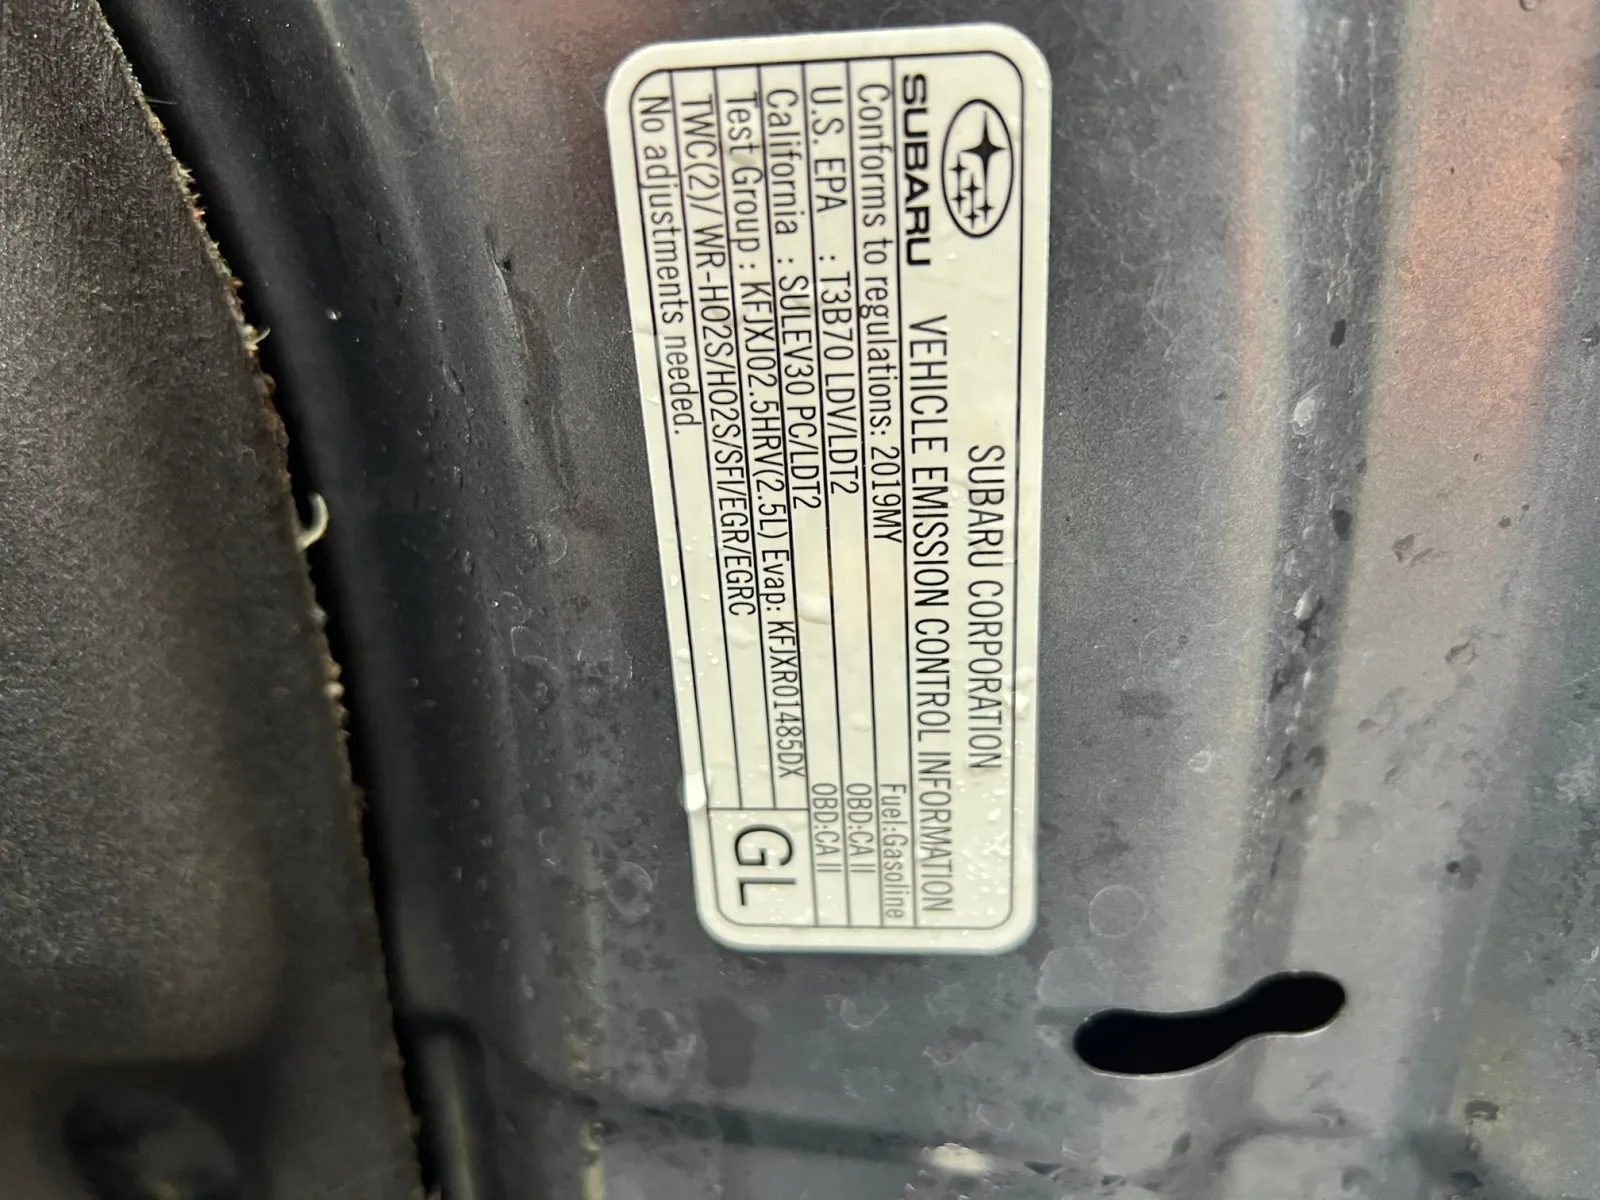 SUBARU CORPORATION
SUBARU VEHICLE EMISSION CONTROL INFORMATION
Conforms to regulations: 2019MY Fuel:Gasoline
U.S. EPA : T3B70 LDV/LDT2 OBD:CA II
California : SULEV30 PC/LDT2 OBD:CA II
Test Group : KFJXJ02.5HRV(2.5L) Evap: KFJXR01485DX
TWC(2)/WR-HO2S/HO2S/SFI/EGR/EGRC
No adjustments needed.
GL